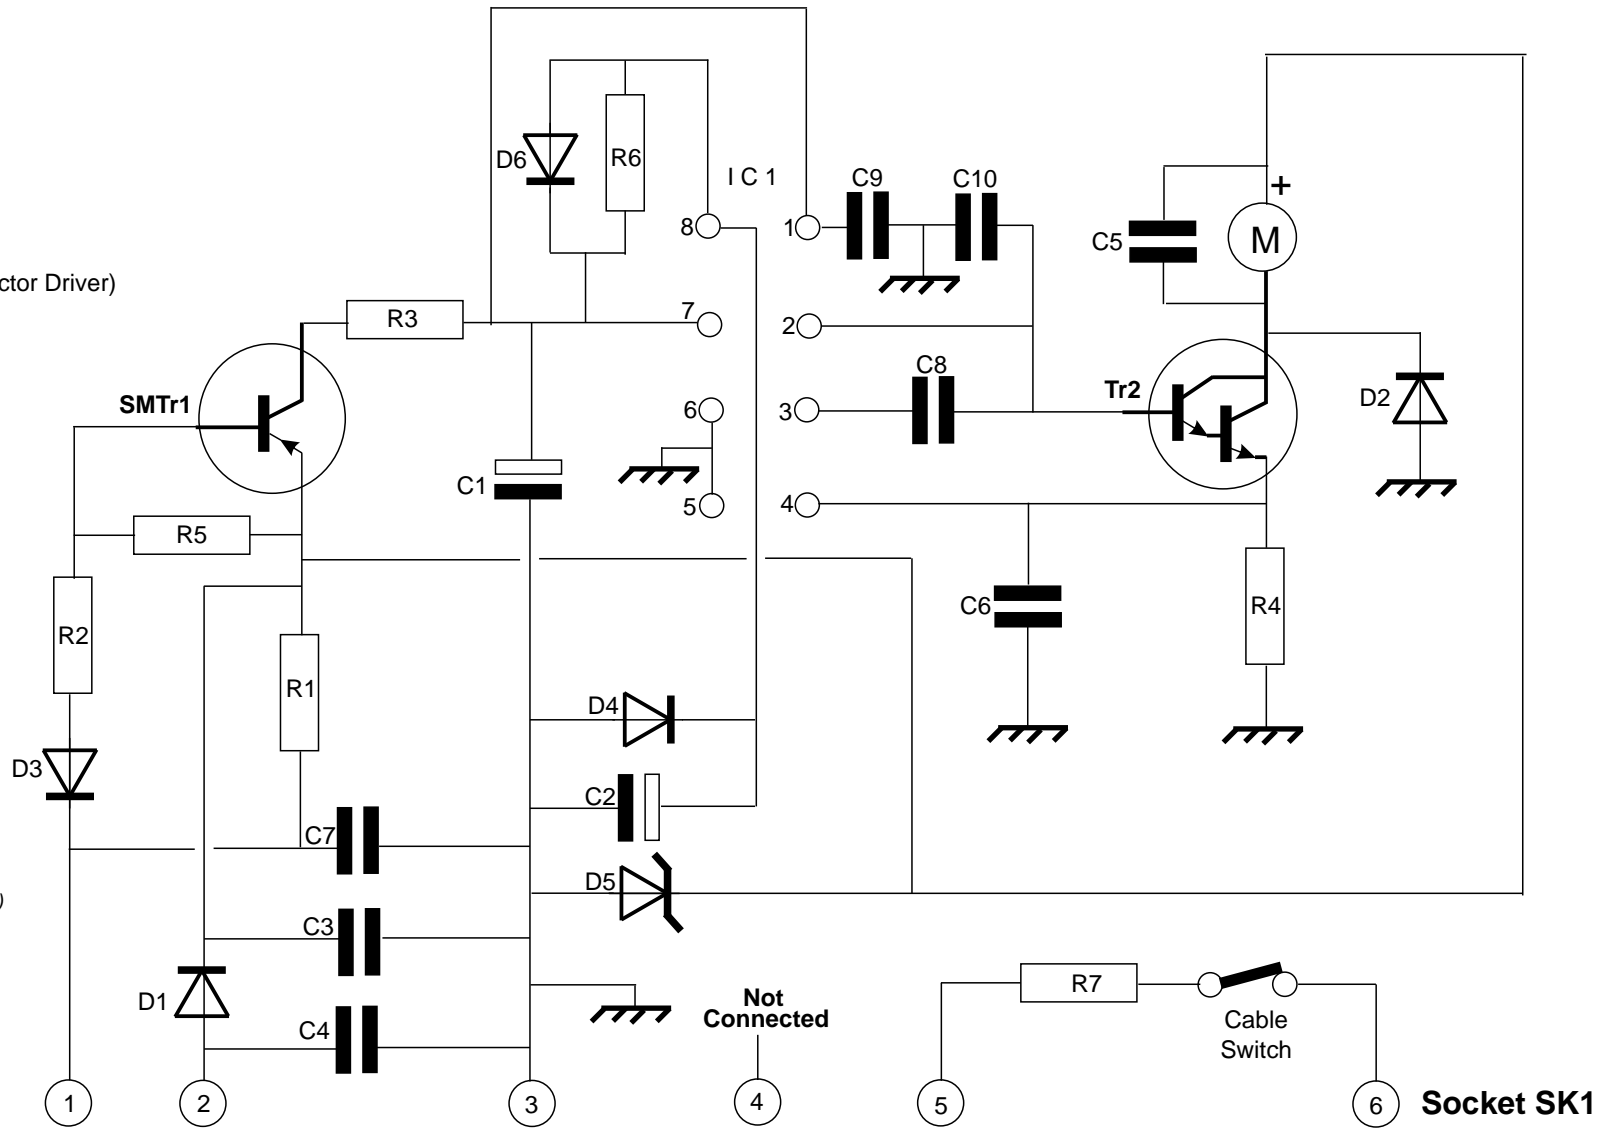 D6
R6
I C 1
C9
C10
+
M
C5
8
1
ctor Driver)
R3
7
2
C8
SMTr1
6
3
Tr2
D2
C1
5
4
R5
C6
R4
R2
R1
D4
D3
C2
C7
D5
)
C3
D1
C4
Not
Connected
R7
Cable
Switch
1
2
3
4
5
6
Socket SK1